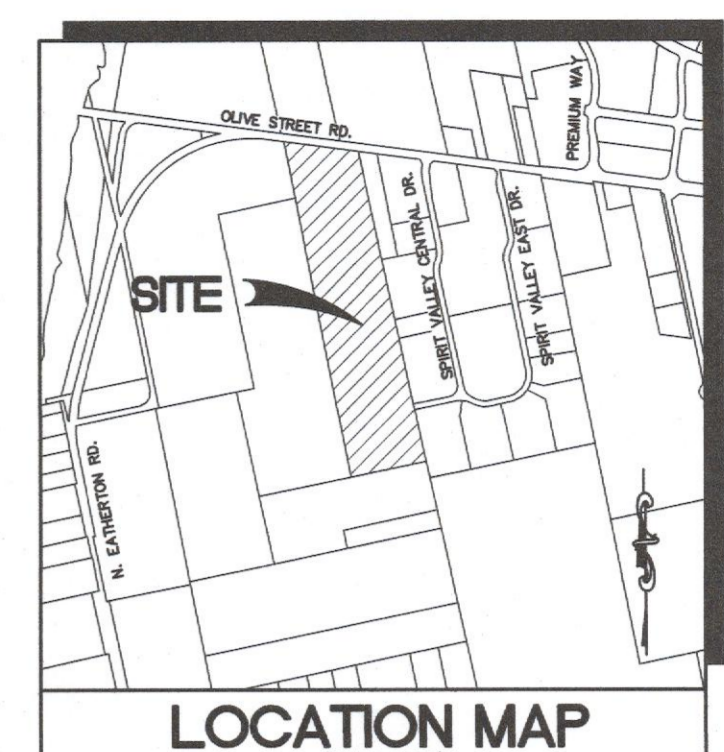 OLIVE STREET RD.
PREMIUM WAY
SPIRIT VALLEY CENTRAL DR.
SPIRIT VALLEY EAST DR.
SITE
N. EATHERTON RD.
LOCATION MAP